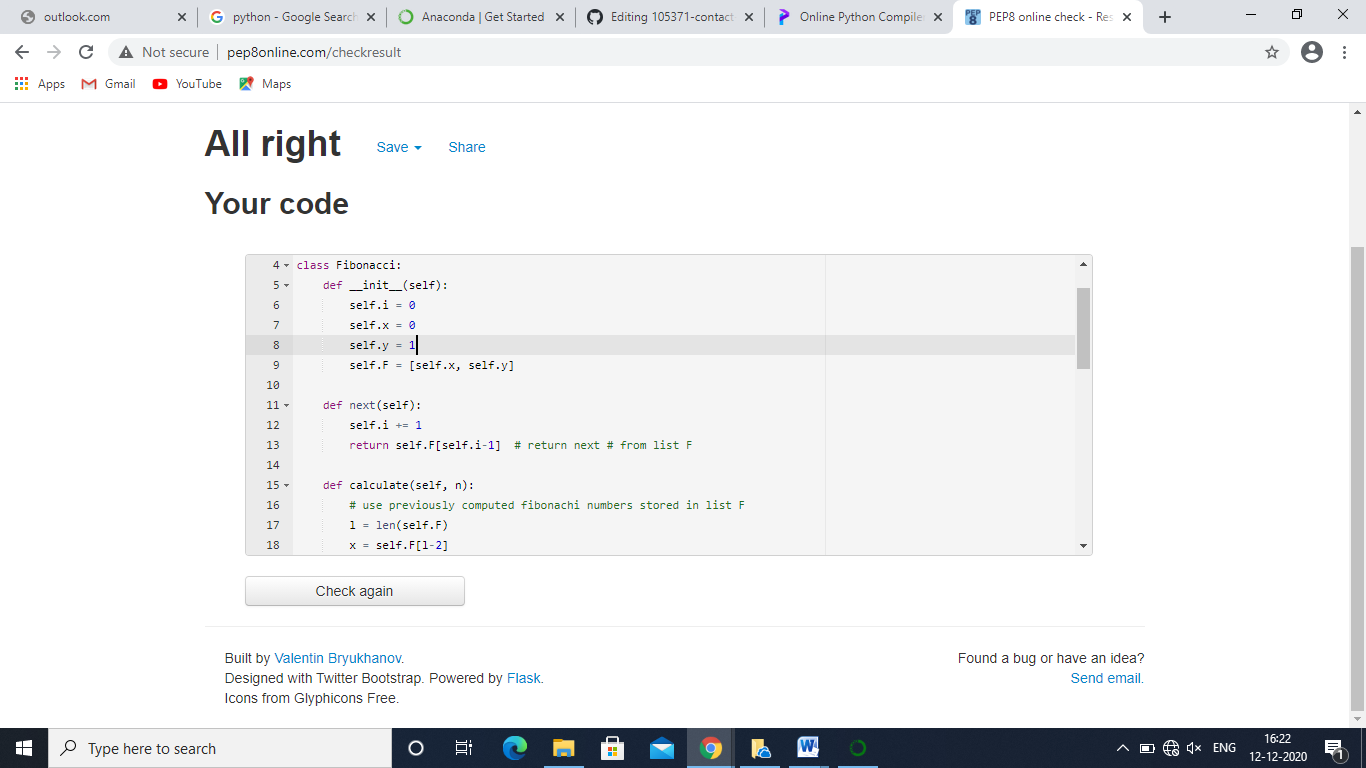 outlook.com
python - Google Search
Anaconda | Get Started
Editing 105371-contact
Online Python Compiler
PEP8 online check - Res
Not secure | pep8online.com/checkresult
Apps Gmail YouTube Maps
All right Save Share
Your code
4 class Fibonacci:
5 def __init__(self):
6 self.i = 0
7 self.x = 0
8 self.y = 1
9 self.F = [self.x, self.y]
10
11 def next(self):
12 self.i += 1
13 return self.F[self.i-1] # return next # from list F
14
15 def calculate(self, n):
16 # use previously computed fibonachi numbers stored in list F
17 l = len(self.F)
18 x = self.F[l-2]
Check again
Built by Valentin Bryukhanov.
Designed with Twitter Bootstrap. Powered by Flask.
Icons from Glyphicons Free.
Found a bug or have an idea?
Send email.
Type here to search
ENG
16:22
12-12-2020
1